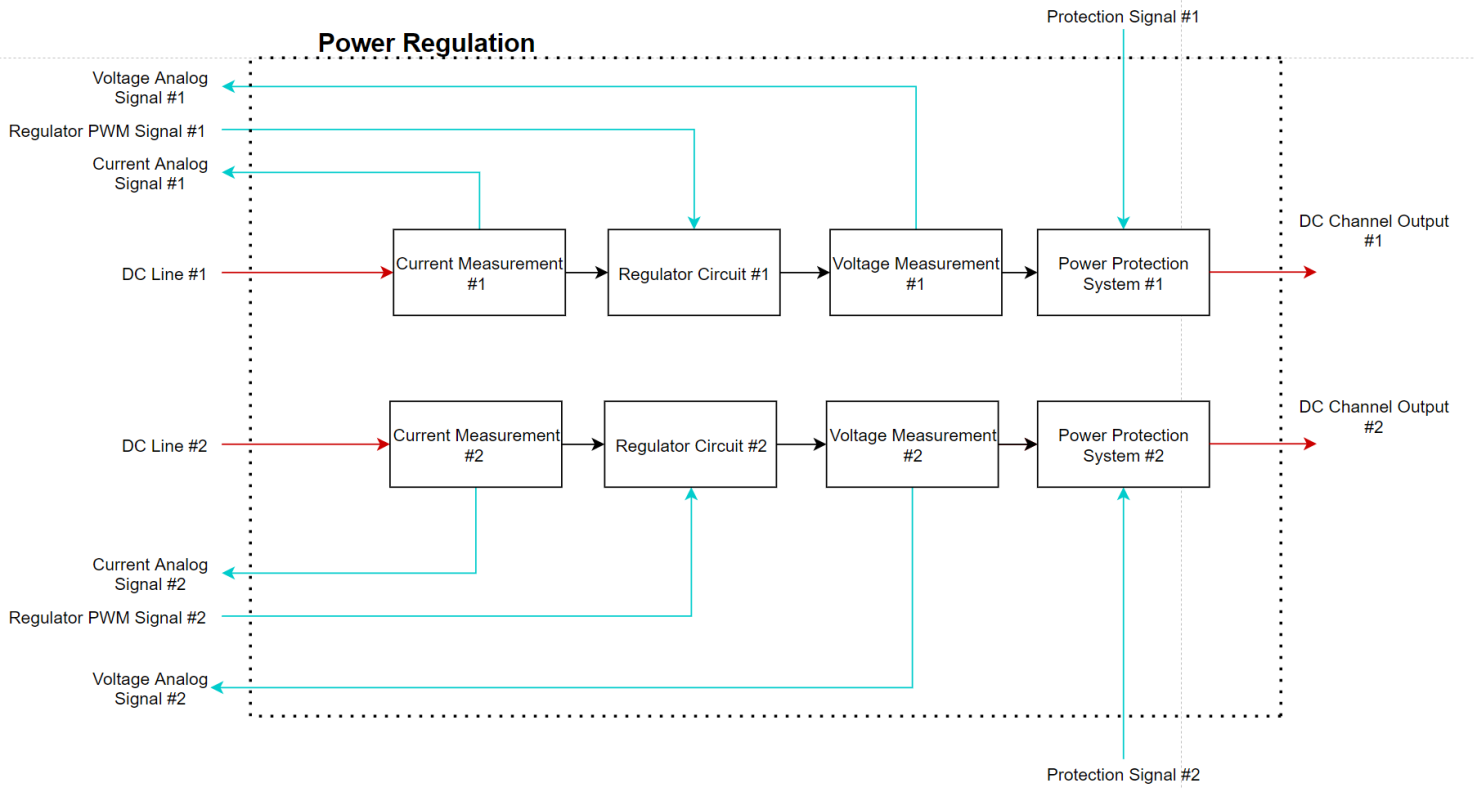 Protection Signal #1
Power Regulation
Voltage Analog
Signal #1
Regulator PWM Signal #1
Current Analog
Signal #1
DC Line #1
Current Measurement
#1
Regulator Circuit #1
Voltage Measurement
#1
Power Protection
System #1
DC Channel Output
#1
DC Line #2
Current Measurement
#2
Regulator Circuit #2
Voltage Measurement
#2
Power Protection
System #2
DC Channel Output
#2
Current Analog
Signal #2
Regulator PWM Signal #2
Voltage Analog
Signal #2
Protection Signal #2